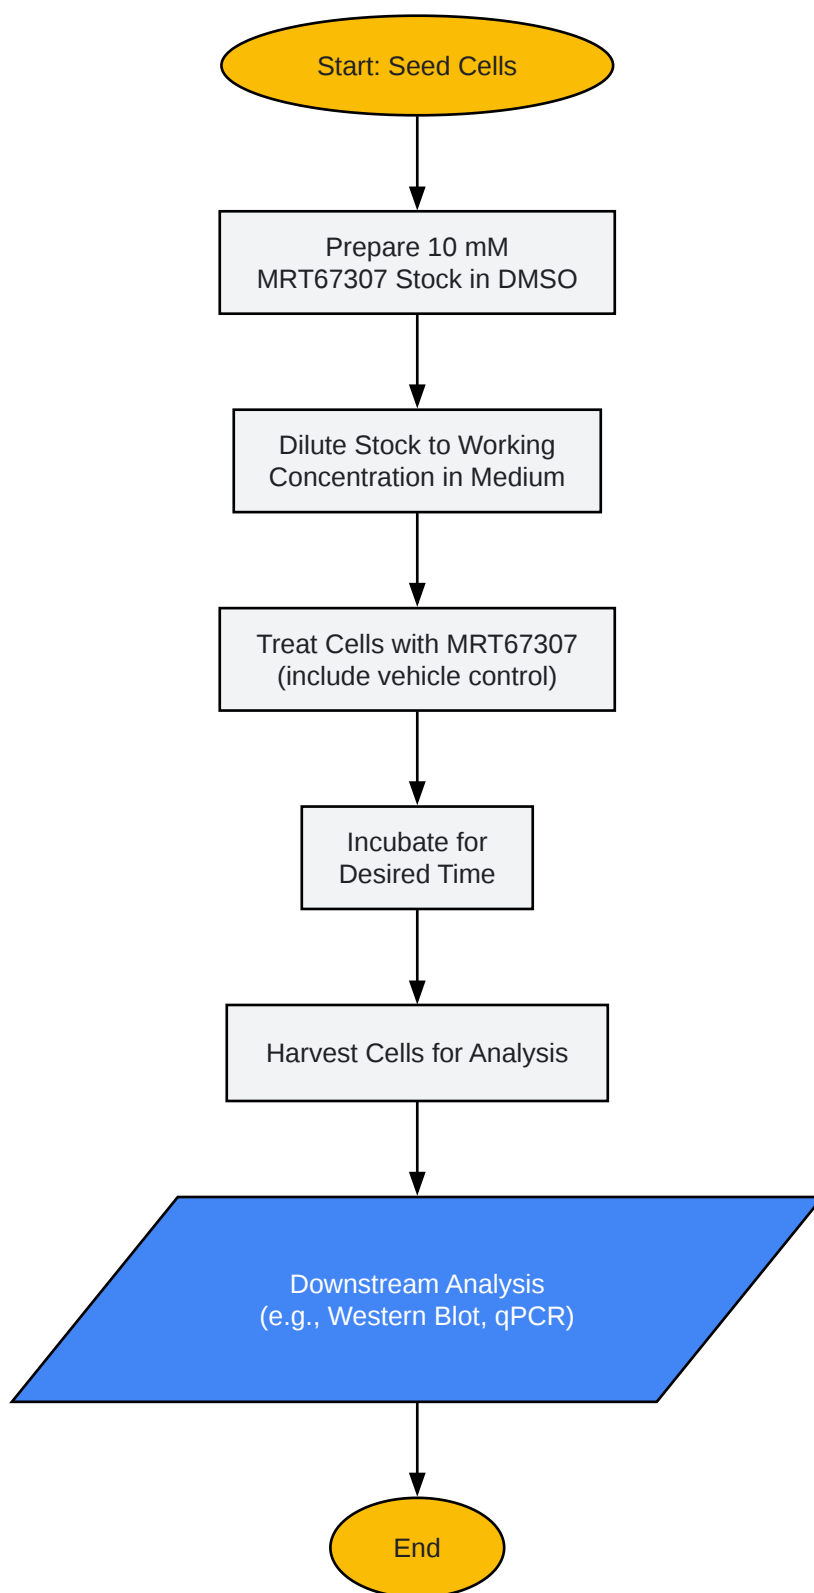 Start: Seed Cells
Prepare 10 mM
MRT67307 Stock in DMSO
Dilute Stock to Working
Concentration in Medium
Treat Cells with MRT67307
(include vehicle control)
Incubate for
Desired Time
Harvest Cells for Analysis
Downstream Analysis
(e.g., Western Blot, qPCR)
End